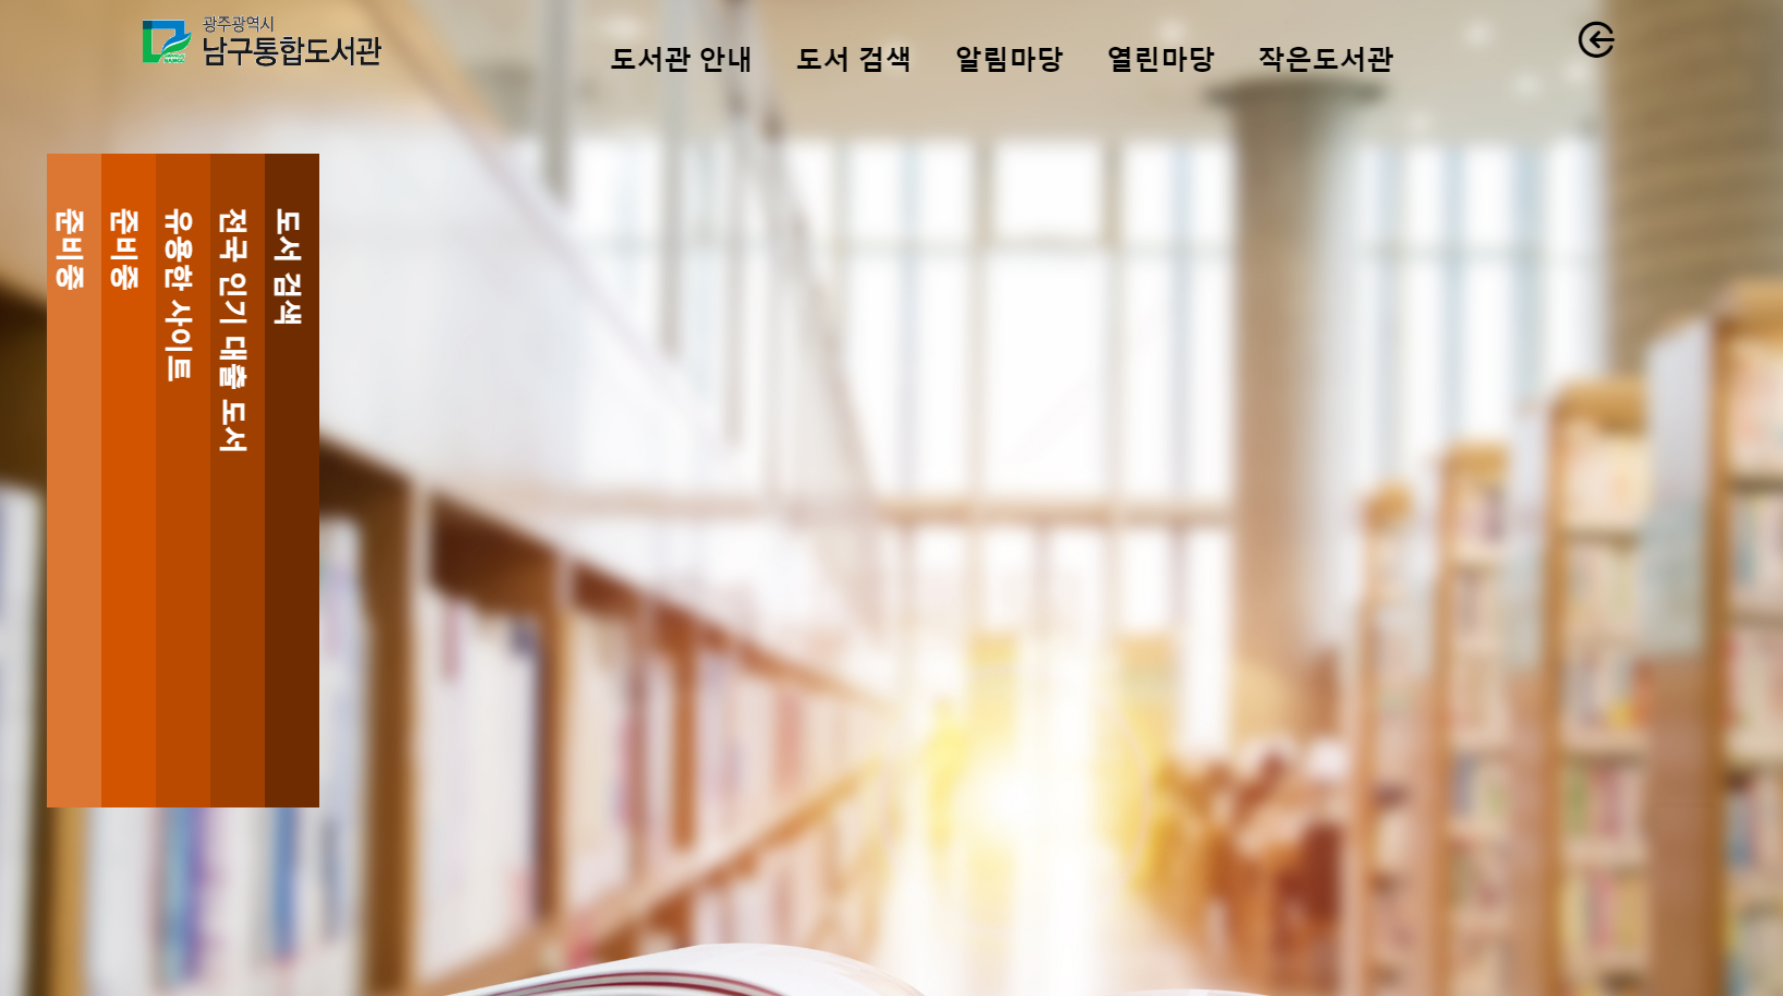 광주광역시
남구통합도서관
도서관 안내
도서 검색
알림마당
열린마당
작은도서관
준비중
준비중
유용한 사이트
전국 인기 대출 도서
도서 검색